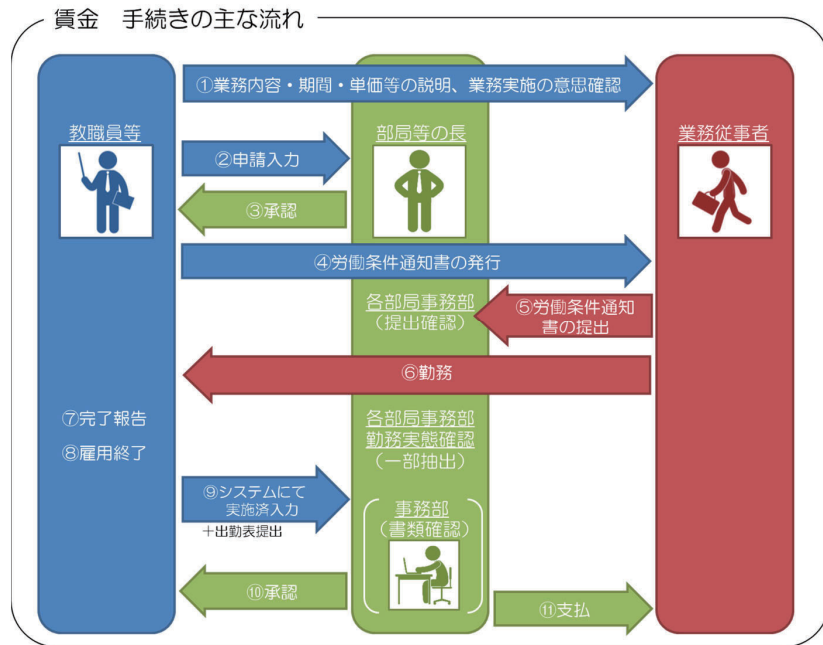 賃金　手続きの主な流れ
①業務内容・期間・単価等の説明、業務実施の意思確認
教職員等
部局等の長
業務従事者
②申請入力
③承認
④労働条件通知書の発行
各部局事務部
（提出確認）
⑤労働条件通知
書の提出
⑥勤務
⑦完了報告
⑧雇用終了
各部局事務部
勤務実態確認
（一部抽出）
⑨システムにて
実施済入力
＋出勤表提出
事務部
（書類確認）
⑩承認
⑪支払